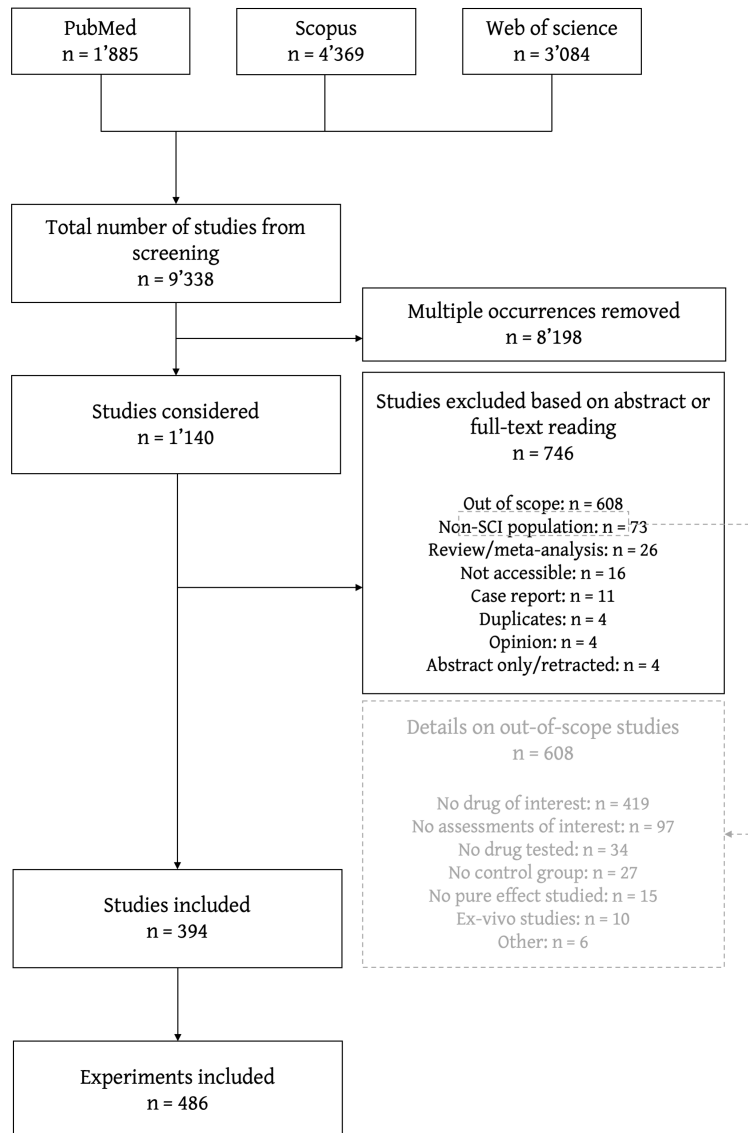 PubMed
n = 1’885
Scopus
n = 4’369
Web of science
n = 3’084
Total number of studies from
screening
n = 9’338
Multiple occurrences removed
n = 8’198
Studies considered
n = 1’140
Studies excluded based on abstract or
full-text reading
n = 746
Out of scope: n = 608
Non-SCI population: n = 73
Review/meta-analysis: n = 26
Not accessible: n = 16
Case report: n = 11
Duplicates: n = 4
Opinion: n = 4
Abstract only/retracted: n = 4
Details on out-of-scope studies
n = 608
No drug of interest: n = 419
No assessments of interest: n = 97
No drug tested: n = 34
No control group: n = 27
No pure effect studied: n = 15
Ex-vivo studies: n = 10
Other: n = 6
Studies included
n = 394
Experiments included
n = 486